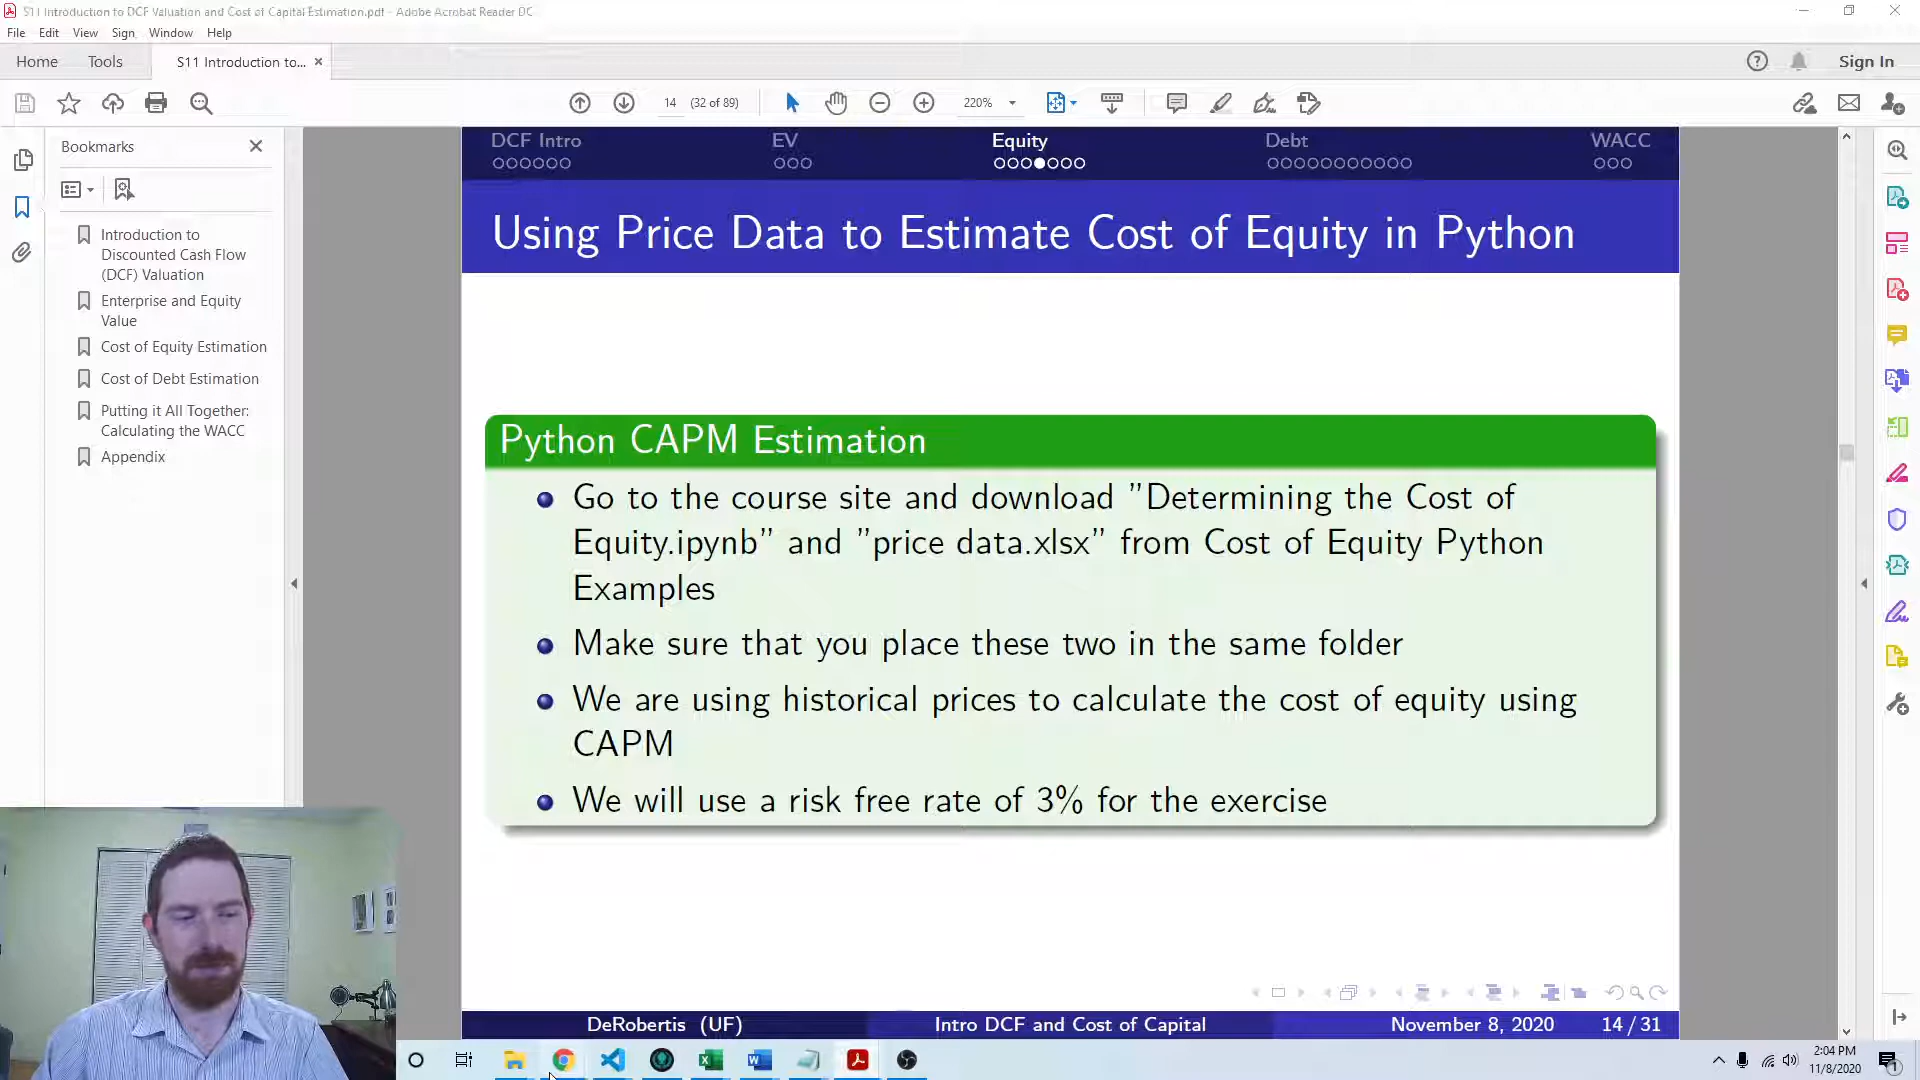 S11 Introduction to DCF Valuation and Cost of Capital Estimation.pdf - Adobe Acrobat Reader DC
File Edit View Sign Window Help
Home Tools S11 Introduction to... × Sign In
14 (32 of 89) 220%
Bookmarks
Introduction to
Discounted Cash Flow
(DCF) Valuation
Enterprise and Equity
Value
Cost of Equity Estimation
Cost of Debt Estimation
Putting it All Together:
Calculating the WACC
Appendix
DCF Intro EV Equity Debt WACC
Using Price Data to Estimate Cost of Equity in Python
Python CAPM Estimation
Go to the course site and download ”Determining the Cost of
Equity.ipynb” and ”price data.xlsx” from Cost of Equity Python
Examples
Make sure that you place these two in the same folder
We are using historical prices to calculate the cost of equity using
CAPM
We will use a risk free rate of 3% for the exercise
DeRobertis (UF) Intro DCF and Cost of Capital November 8, 2020 14 / 31
2:04 PM
11/8/2020